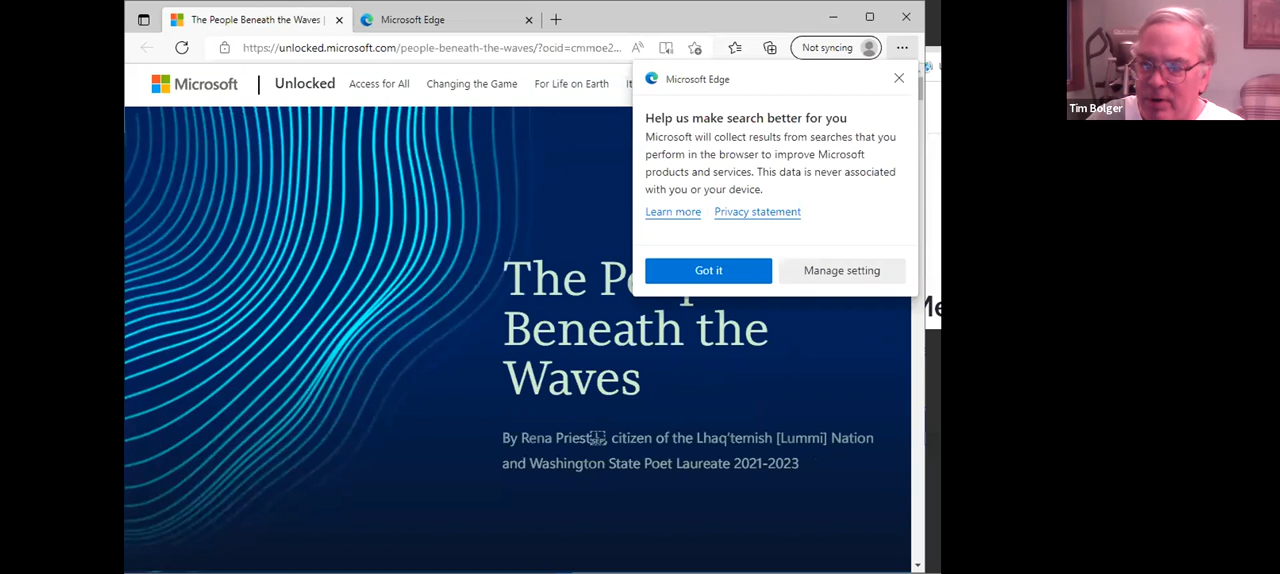 The People Beneath the Waves |
Microsoft Edge
https://unlocked.microsoft.com/people-beneath-the-waves/?ocid=cmmoe2...
Not syncing
Microsoft
Unlocked
Access for All
Changing the Game
For Life on Earth
Microsoft Edge
Help us make search better for you
Microsoft will collect results from searches that you
perform in the browser to improve Microsoft
products and services. This data is never associated
with you or your device.
Learn more Privacy statement
Got it
Manage setting
The
Beneath the
Waves
By Rena Priest, citizen of the Lhaq'temish [Lummi] Nation
and Washington State Poet Laureate 2021-2023
Tim Bolger